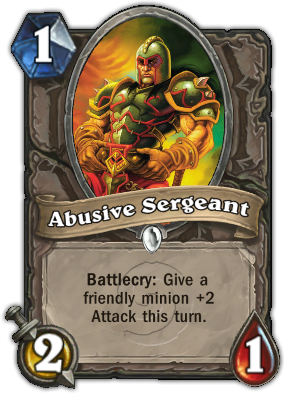 1
Abusive Sergeant
Battlecry: Give a
friendly minion +2
Attack this turn.
2
1